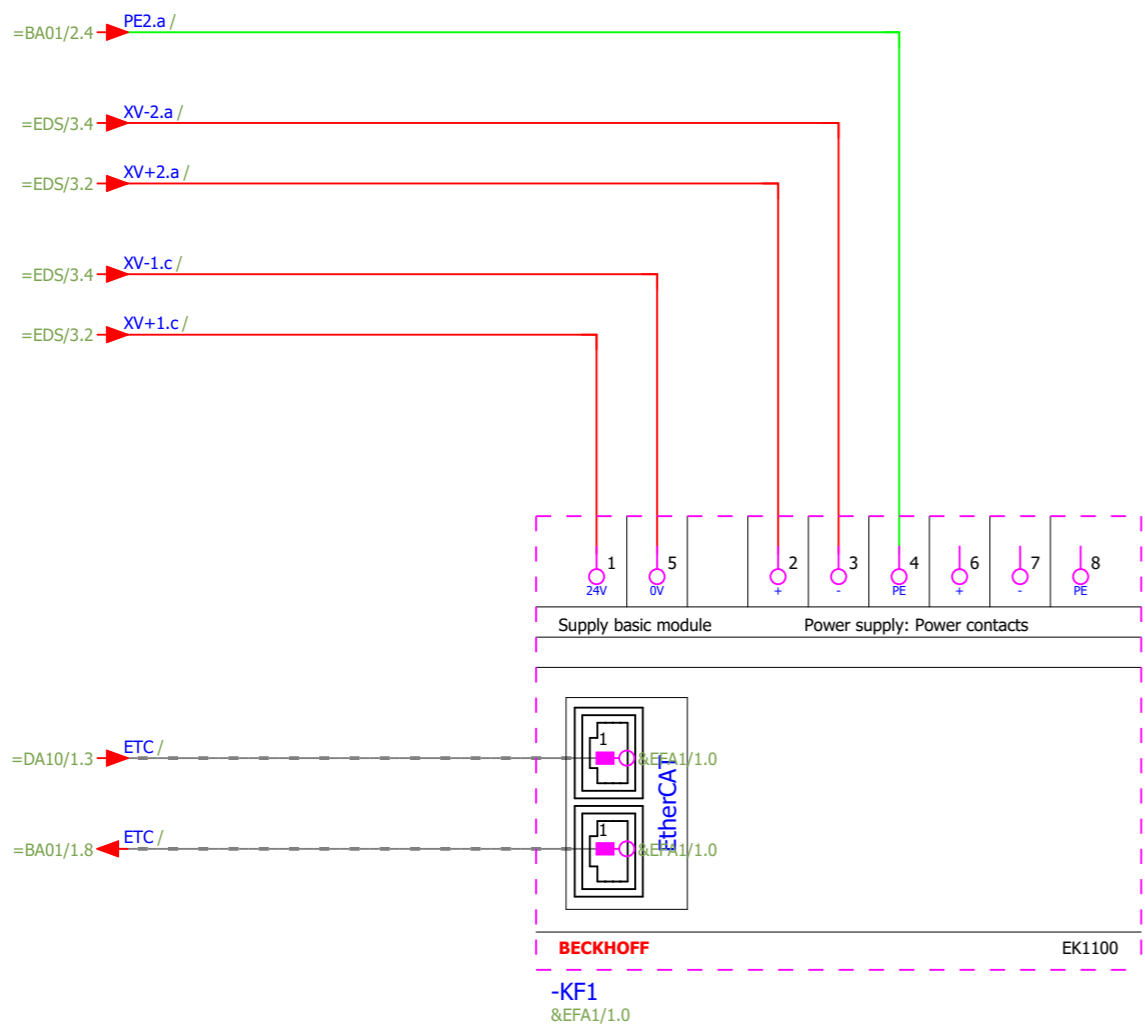 PE2.a /
=BA01/2.4
XV-2.a /
=EDS/3.4
XV+2.a /
=EDS/3.2
XV-1.c /
=EDS/3.4
XV+1.c /
=EDS/3.2
1 5 2 3 4 6 7 8
24V 0V + - PE + - PE
Supply basic module Power supply: Power contacts
ETC /
=DA10/1.3
1
&EFA1/1.0
EtherCAT
ETC /
=BA01/1.8
1
&EFA1/1.0
BECKHOFF EK1100
-KF1
&EFA1/1.0